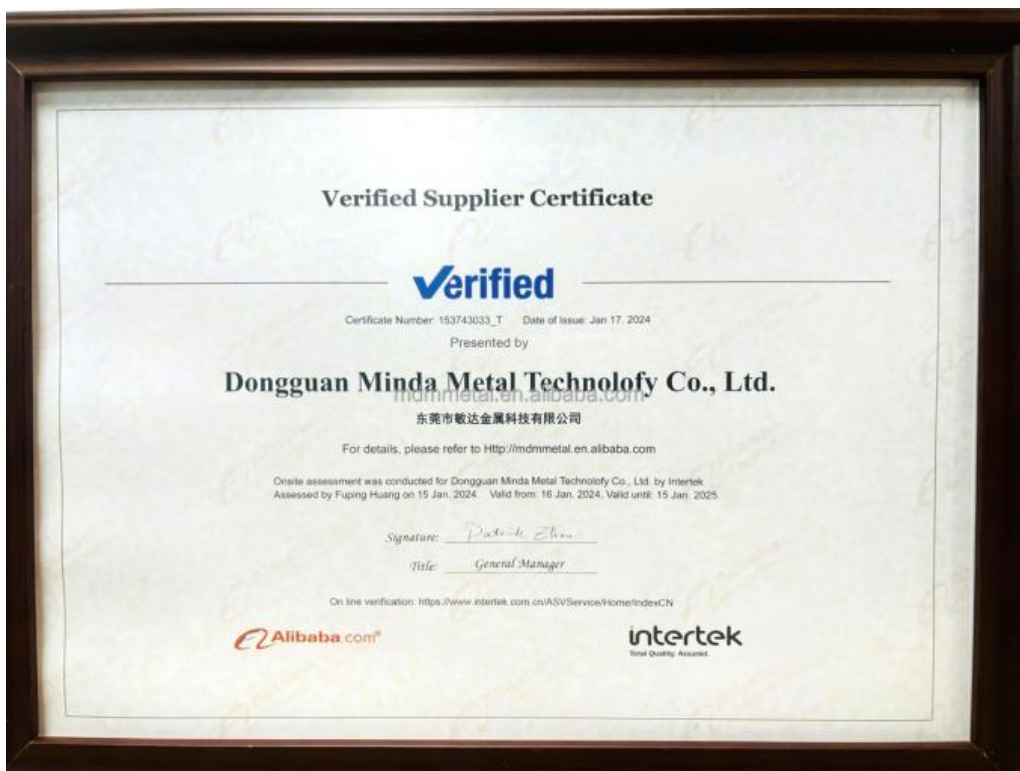 Verified Supplier Certificate
Verified
Certificate Number: 153743033_T Date of Issue: Jan 17. 2024
Presented by
Dongguan Minda Metal Technolofy Co., Ltd.
mdmmetal.en.alibaba.com
东莞市敏达金属科技有限公司
For details, please refer to Http://mdmmetal.en.alibaba.com
Onsite assessment was conducted for Dongguan Minda Metal Technolofy Co., Ltd. by Intertek
Assessed by Fuping Huang on 15 Jan. 2024. Valid from: 16 Jan. 2024, Valid until: 15 Jan. 2025.
Signature: Patrick Zhou
Title: General Manager
On line verification: https://www.intertek.com.cn/ASVService/Home/IndexCN
Alibaba.com®
intertek
Total Quality. Assured.